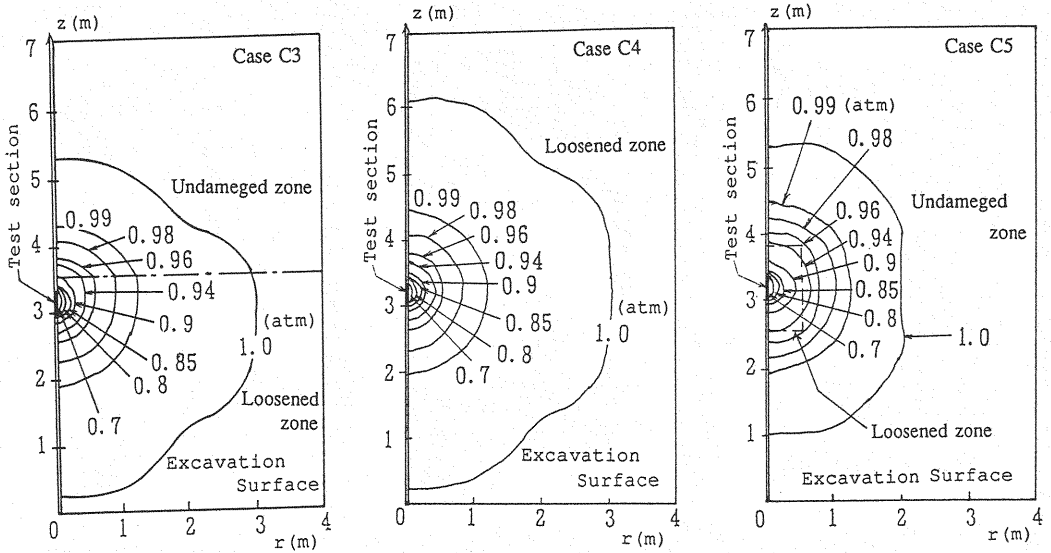 z (m)
7
Case C3
6
5
Undameged zone
Test section
0.99
0.98
4
0.96
0.94
3
0.9
(atm)
1.0
0.85
2
0.8
Loosened
zone
0.7
1
Excavation
Surface
0
1
2
3
4
r (m)
z (m)
7
Case C4
6
Loosened zone
5
Test section
0.99
0.98
4
0.96
0.94
0.9
3
(atm)
0.85
1.0
0.8
2
0.7
1
Excavation
Surface
0
1
2
3
4
r (m)
z (m)
7
Case C5
6
0.99 (atm)
0.98
5
Test section
Undameged
zone
0.96
4
0.94
0.9
3
0.85
0.8
0.7
1.0
2
Loosened zone
1
Excavation Surface
0
1
2
3
4
r (m)